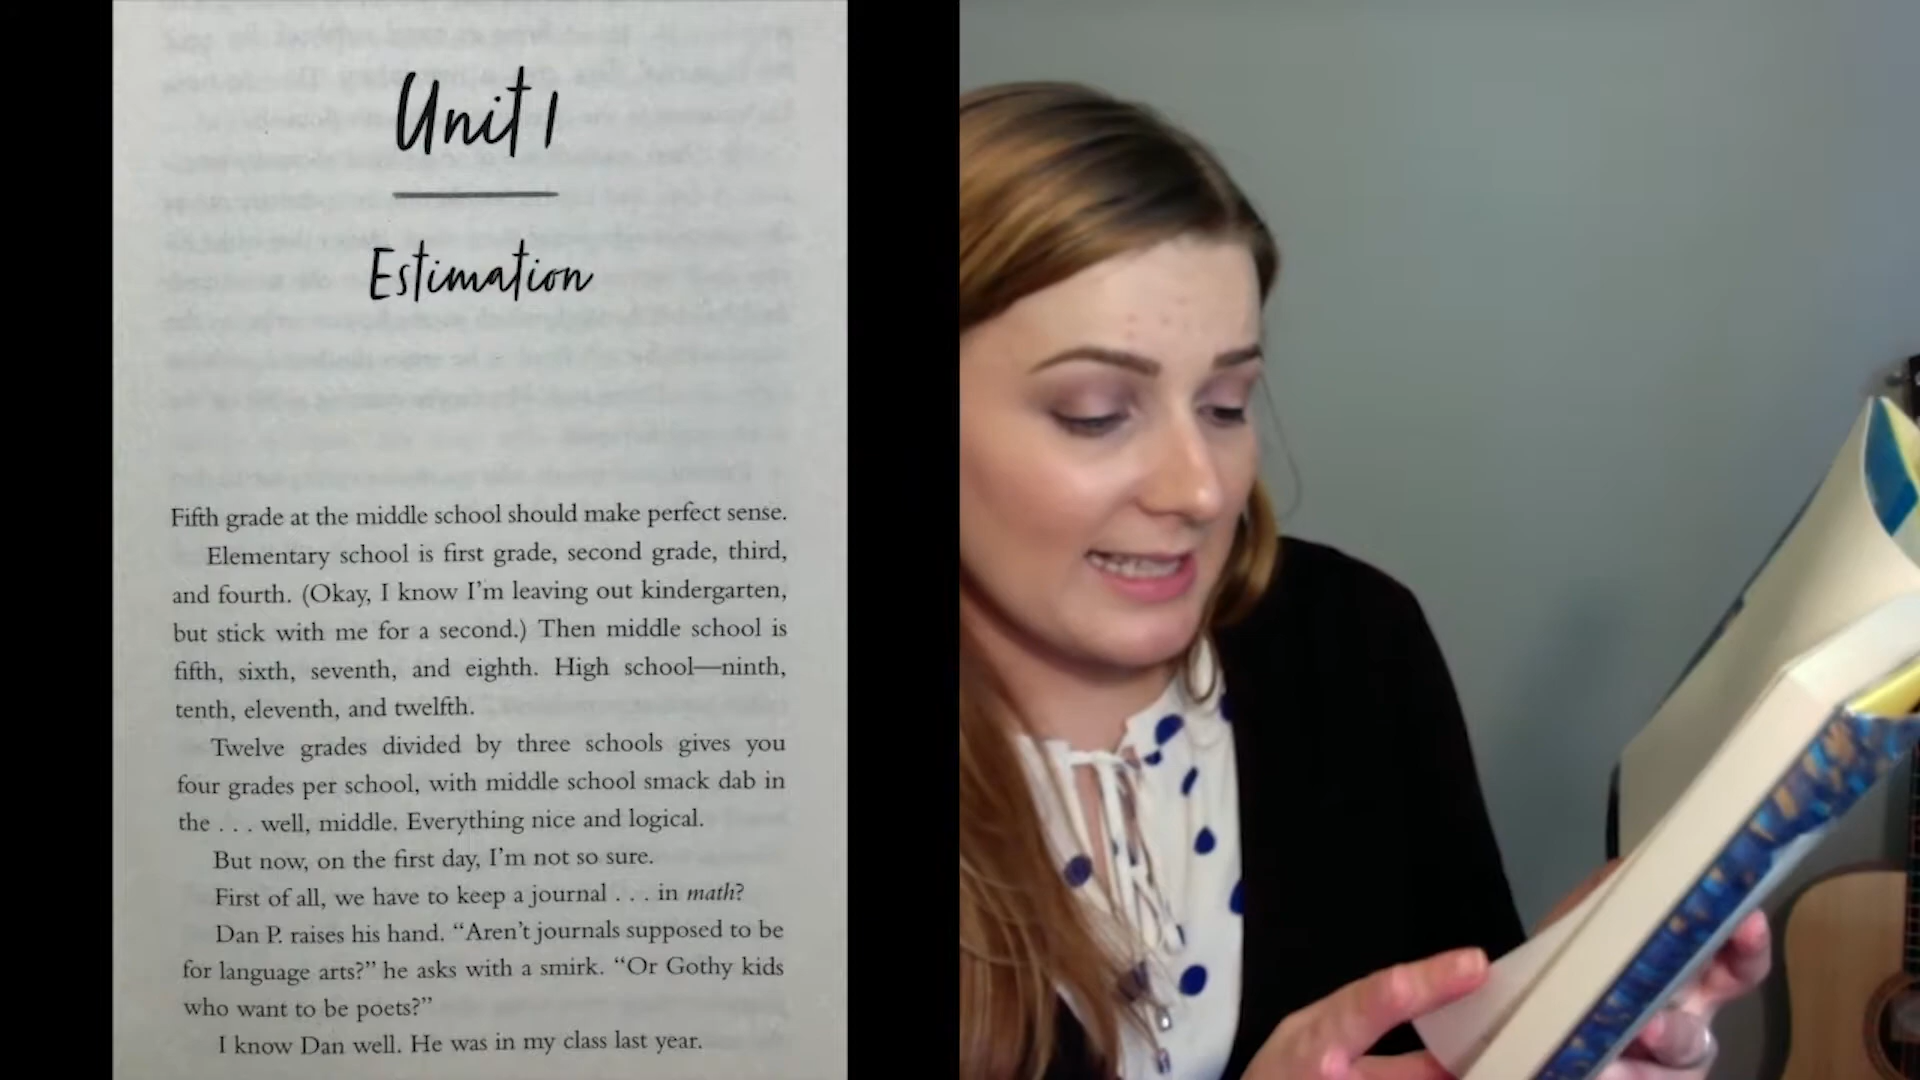 Unit 1
Estimation
Fifth grade at the middle school should make perfect sense.
Elementary school is first grade, second grade, third,
and fourth. (Okay, I know I'm leaving out kindergarten,
but stick with me for a second.) Then middle school is
fifth, sixth, seventh, and eighth. High school—ninth,
tenth, eleventh, and twelfth.
Twelve grades divided by three schools gives you
four grades per school, with middle school smack dab in
the . . . well, middle. Everything nice and logical.
But now, on the first day, I'm not so sure.
First of all, we have to keep a journal . . . in math?
Dan P. raises his hand. “Aren't journals supposed to be
for language arts?” he asks with a smirk. “Or Gothy kids
who want to be poets?”
I know Dan well. He was in my class last year.